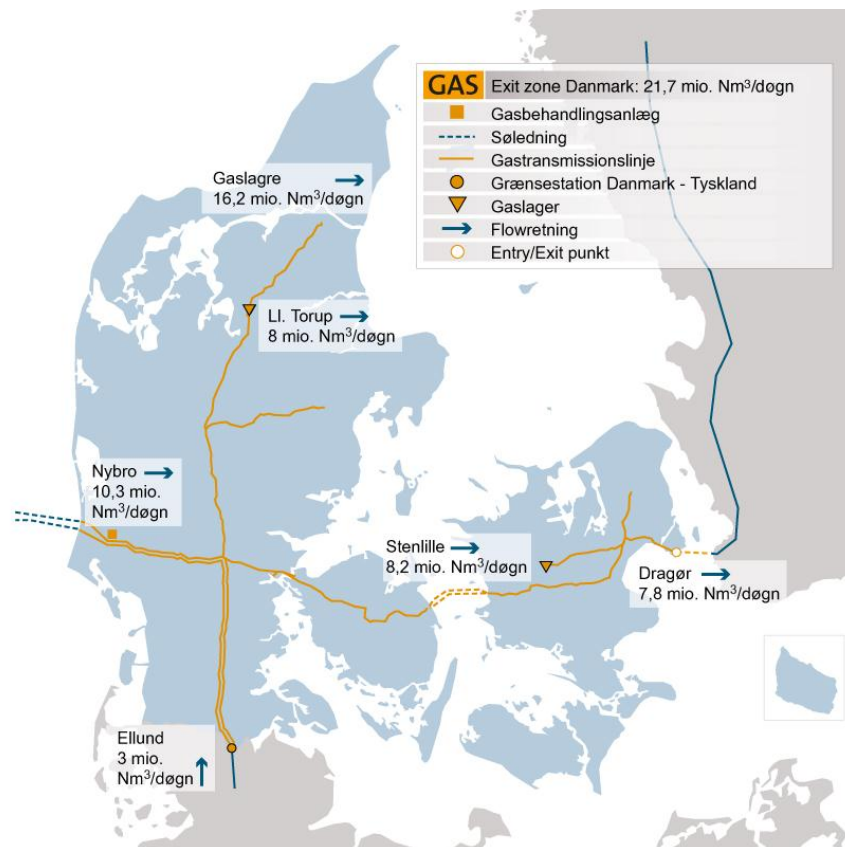 GAS Exit zone Danmark: 21,7 mio. Nm³/døgn
Gasbehandlingsanlæg
Søledning
Gastransmissionslinje
Grænsestation Danmark - Tyskland
Gaslager
Flowretning
Entry/Exit punkt
Gaslagre
16,2 mio. Nm³/døgn
Ll. Torup
8 mio. Nm³/døgn
Nybro
10,3 mio.
Nm³/døgn
Stenlille
8,2 mio. Nm³/døgn
Dragør
7,8 mio. Nm³/døgn
Ellund
3 mio.
Nm³/døgn